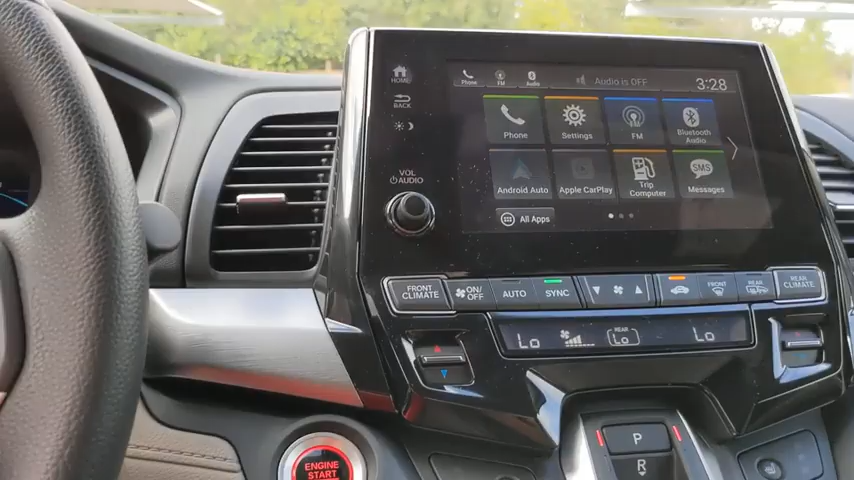 HOME
Phone
FM
Audio
Audio is OFF
3:28
BACK
Phone
Settings
FM
Bluetooth
Audio
VOL
AUDIO
Android Auto
Apple CarPlay
Trip
Computer
SMS
Messages
All Apps
FRONT
CLIMATE
ON/
OFF
AUTO
SYNC
FRONT
REAR
REAR
CLIMATE
Lo
REAR
Lo
Lo
P
R
ENGINE
START